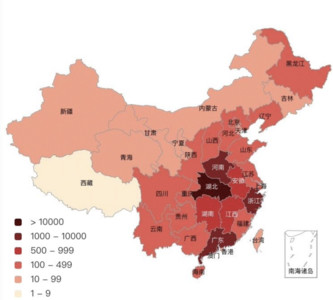 黑龙江
吉林
辽宁
新疆
内蒙古
甘肃
北京
天津
河北
宁夏
山西
山东
青海
陕西
河南
江苏
西藏
四川
重庆
湖北
安徽
上海
浙江
湖南
江西
贵州
福建
云南
广西
广东
台湾
香港
澳门
海南
> 10000
1000 - 10000
500 - 999
100 - 499
10 - 99
1 - 9
南海诸岛